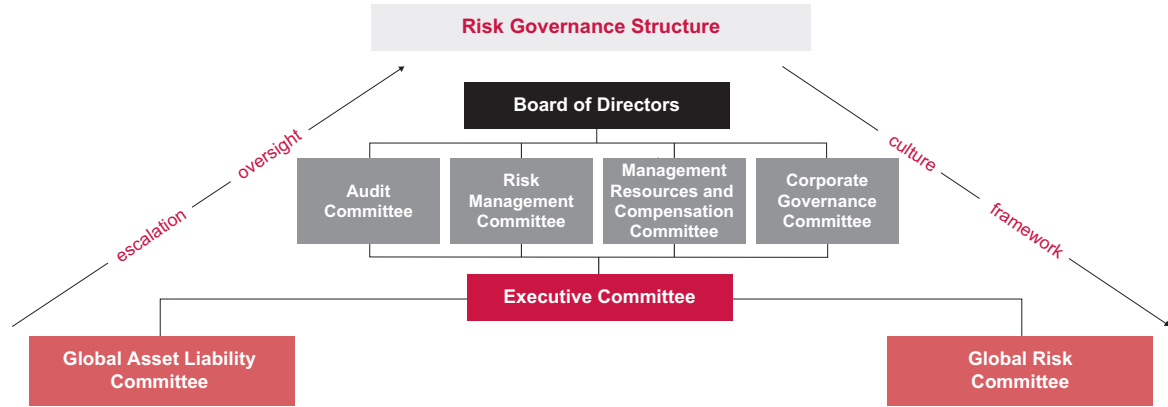 Risk Governance Structure
Board of Directors
oversight
escalation
culture
framework
Audit
Committee
Risk
Management
Committee
Management
Resources and
Compensation
Committee
Corporate
Governance
Committee
Executive Committee
Global Asset Liability
Committee
Global Risk
Committee